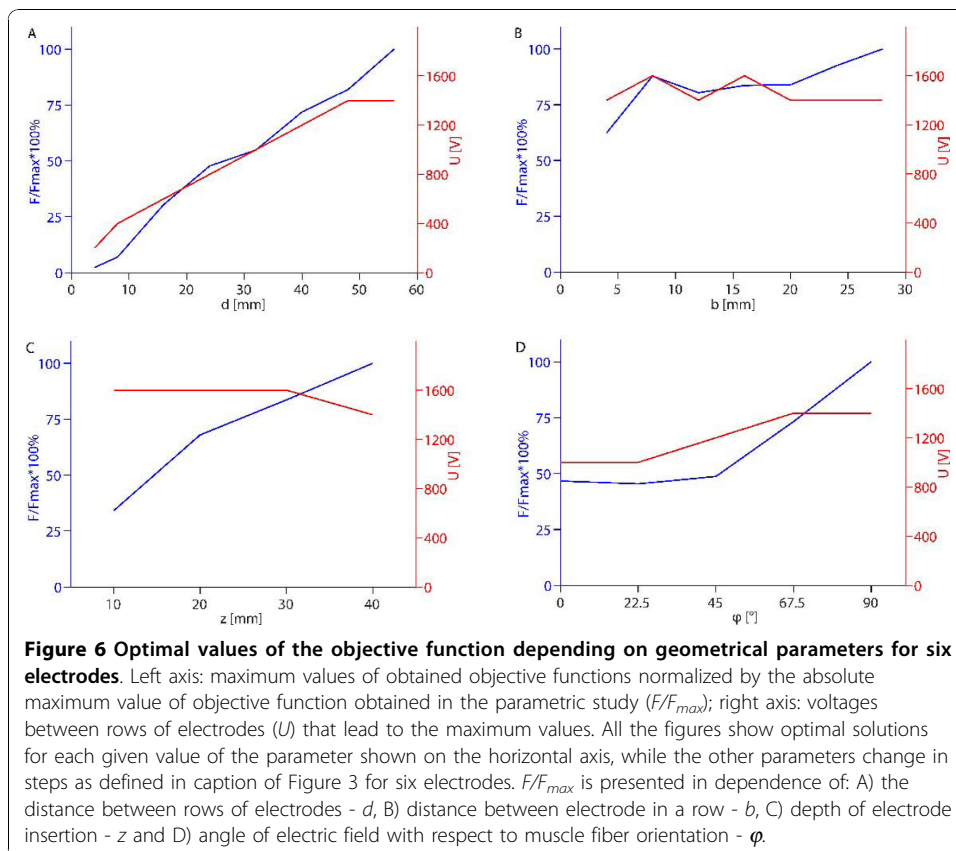 A
100
75
50
25
0
F/Fmax*100%
1600
1200
800
400
0
U [V]
0 10 20 30 40 50 60
d [mm]
B
100
75
50
25
0
F/Fmax*100%
1600
1200
800
400
0
U [V]
0 5 10 15 20 25 30
b [mm]
C
100
75
50
25
0
F/Fmax*100%
1600
1200
800
400
0
U [V]
10 20 30 40
z [mm]
D
100
75
50
25
0
F/Fmax*100%
1600
1200
800
400
0
U [V]
0 22.5 45 67.5 90
φ [°]
Figure 6 Optimal values of the objective function depending on geometrical parameters for six
electrodes. Left axis: maximum values of obtained objective functions normalized by the absolute
maximum value of objective function obtained in the parametric study (F/Fmax); right axis: voltages
between rows of electrodes (U) that lead to the maximum values. All the figures show optimal solutions
for each given value of the parameter shown on the horizontal axis, while the other parameters change in
steps as defined in caption of Figure 3 for six electrodes. F/Fmax is presented in dependence of: A) the
distance between rows of electrodes - d, B) distance between electrode in a row - b, C) depth of electrode
insertion - z and D) angle of electric field with respect to muscle fiber orientation - φ.